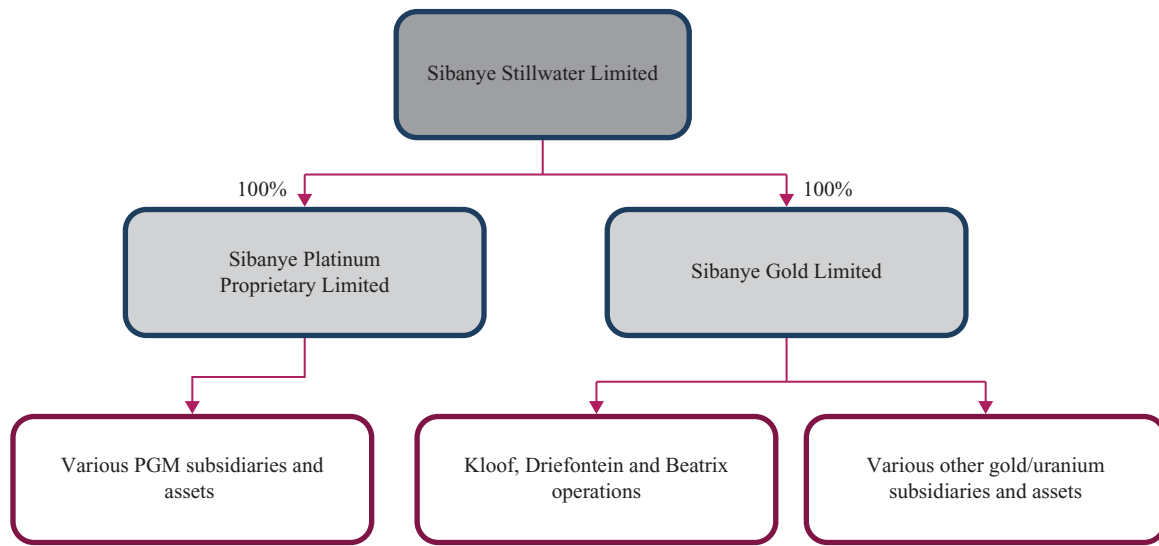 Sibanye Stillwater Limited
100%
100%
Sibanye Platinum
Proprietary Limited
Sibanye Gold Limited
Various PGM subsidiaries and
assets
Kloof, Driefontein and Beatrix
operations
Various other gold/uranium
subsidiaries and assets